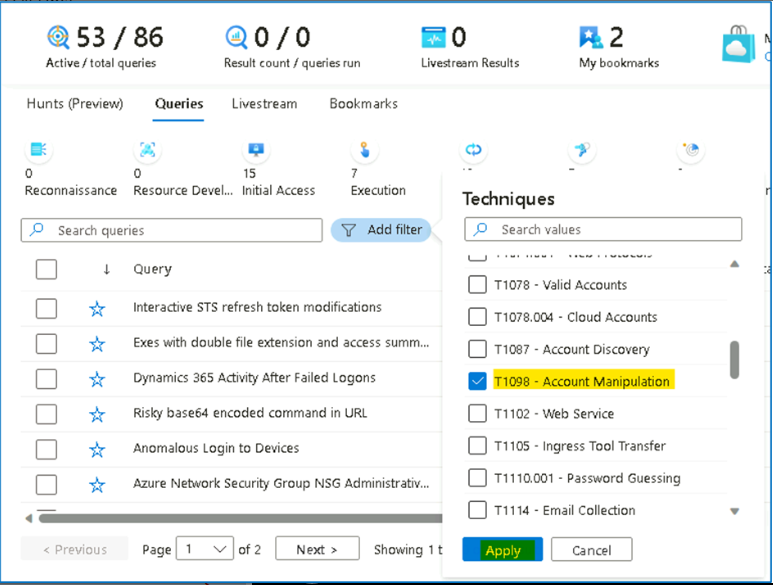 53 / 86
Active / total queries
0 / 0
Result count / queries run
0
Livestream Results
2
My bookmarks
Hunts (Preview)
Queries
Livestream
Bookmarks
0
Reconnaissance
0
Resource Devel...
15
Initial Access
7
Execution
Search queries
Add filter
Query
Interactive STS refresh token modifications
Exes with double file extension and access summ...
Dynamics 365 Activity After Failed Logons
Risky base64 encoded command in URL
Anomalous Login to Devices
Azure Network Security Group NSG Administrativ...
< Previous
Page 1 of 2
Next >
Showing 1 t
Techniques
Search values
T1078 - Valid Accounts
T1078.004 - Cloud Accounts
T1087 - Account Discovery
T1098 - Account Manipulation
T1102 - Web Service
T1105 - Ingress Tool Transfer
T1110.001 - Password Guessing
T1114 - Email Collection
Apply
Cancel